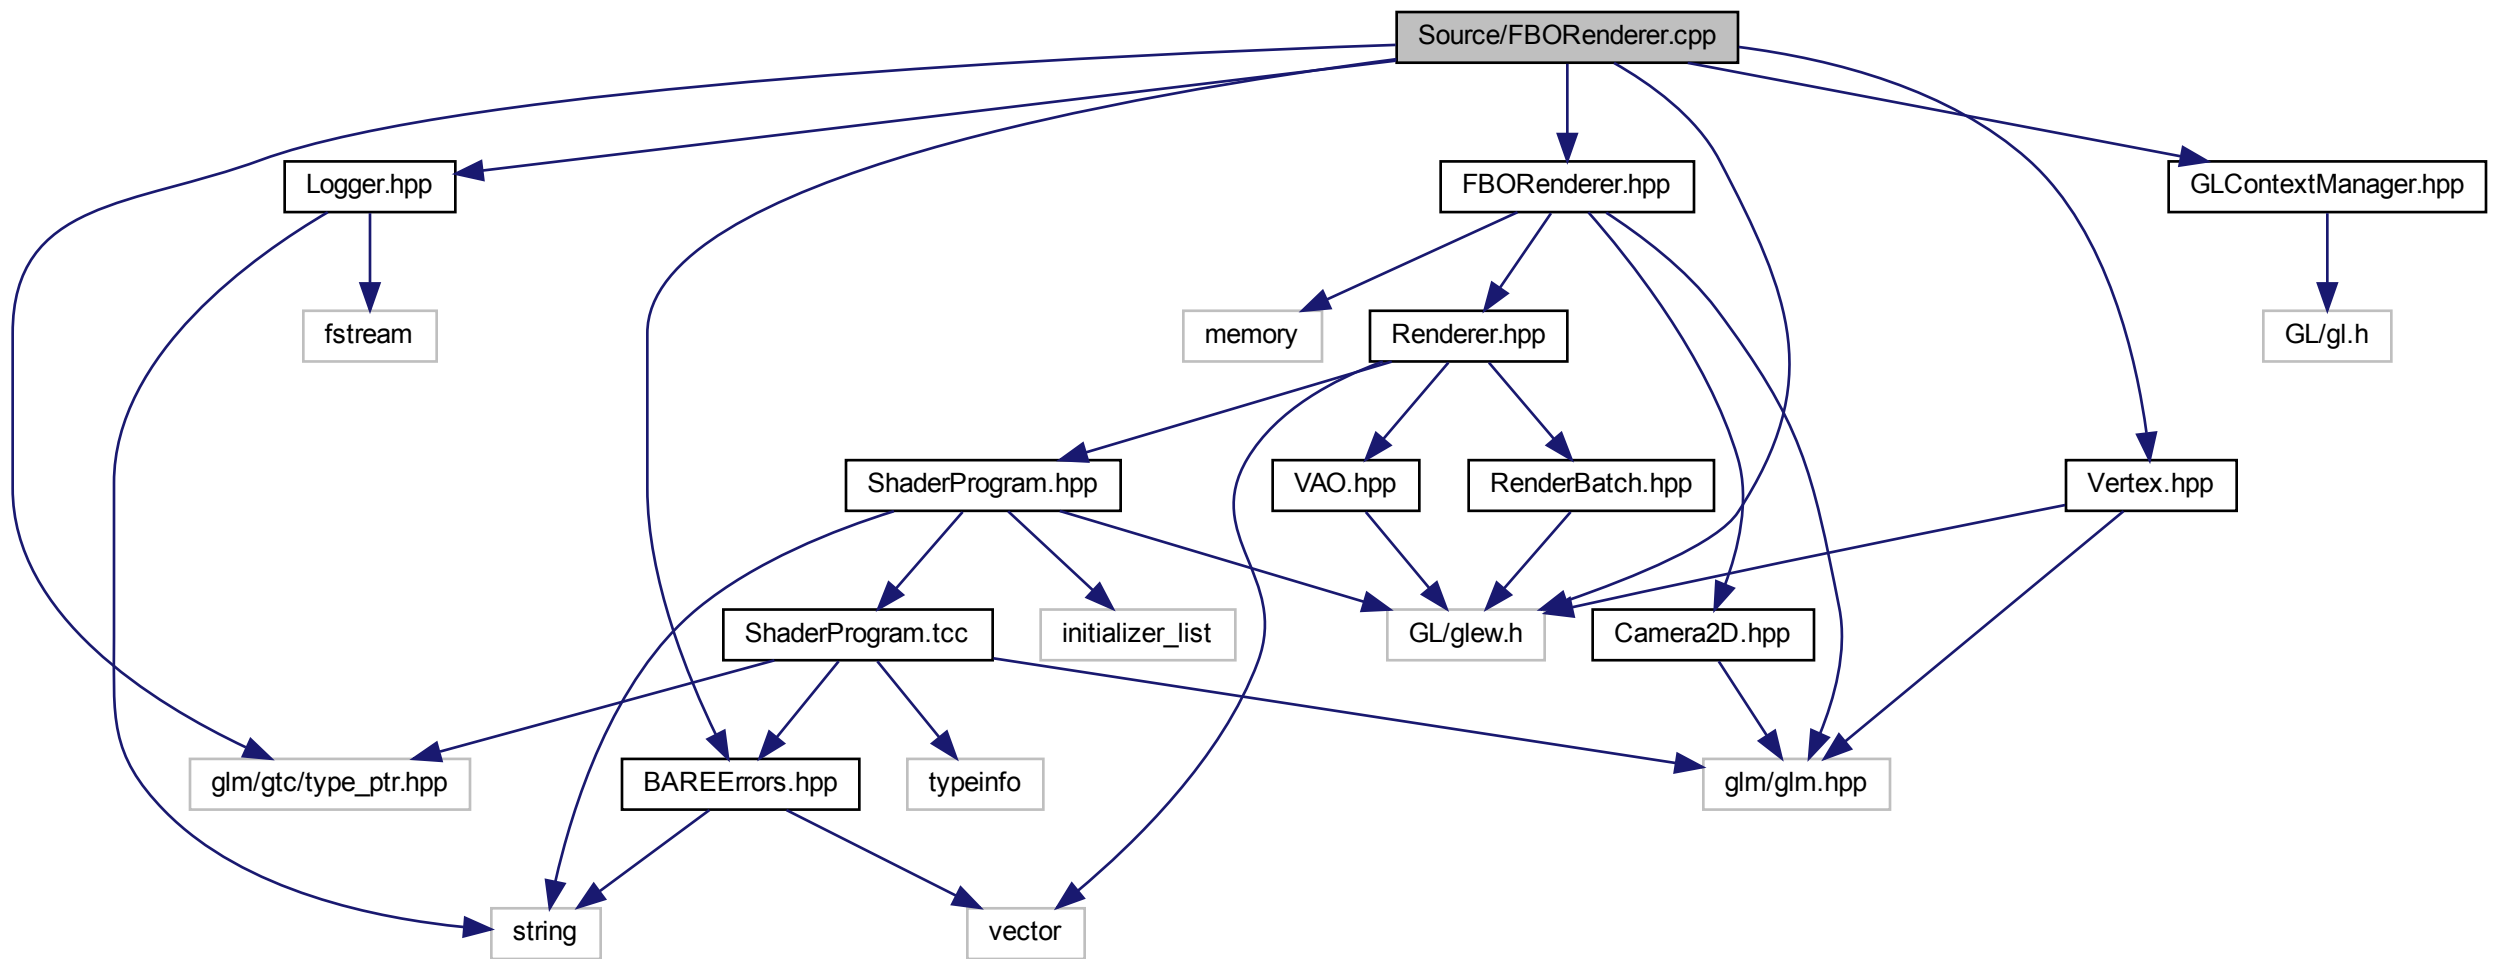 Source/FBORenderer.cpp
Logger.hpp
FBORenderer.hpp
GLContextManager.hpp
fstream
memory
Renderer.hpp
GL/gl.h
ShaderProgram.hpp
VAO.hpp
RenderBatch.hpp
Vertex.hpp
ShaderProgram.tcc
initializer_list
GL/glew.h
Camera2D.hpp
glm/gtc/type_ptr.hpp
BAREErrors.hpp
typeinfo
glm/glm.hpp
string
vector